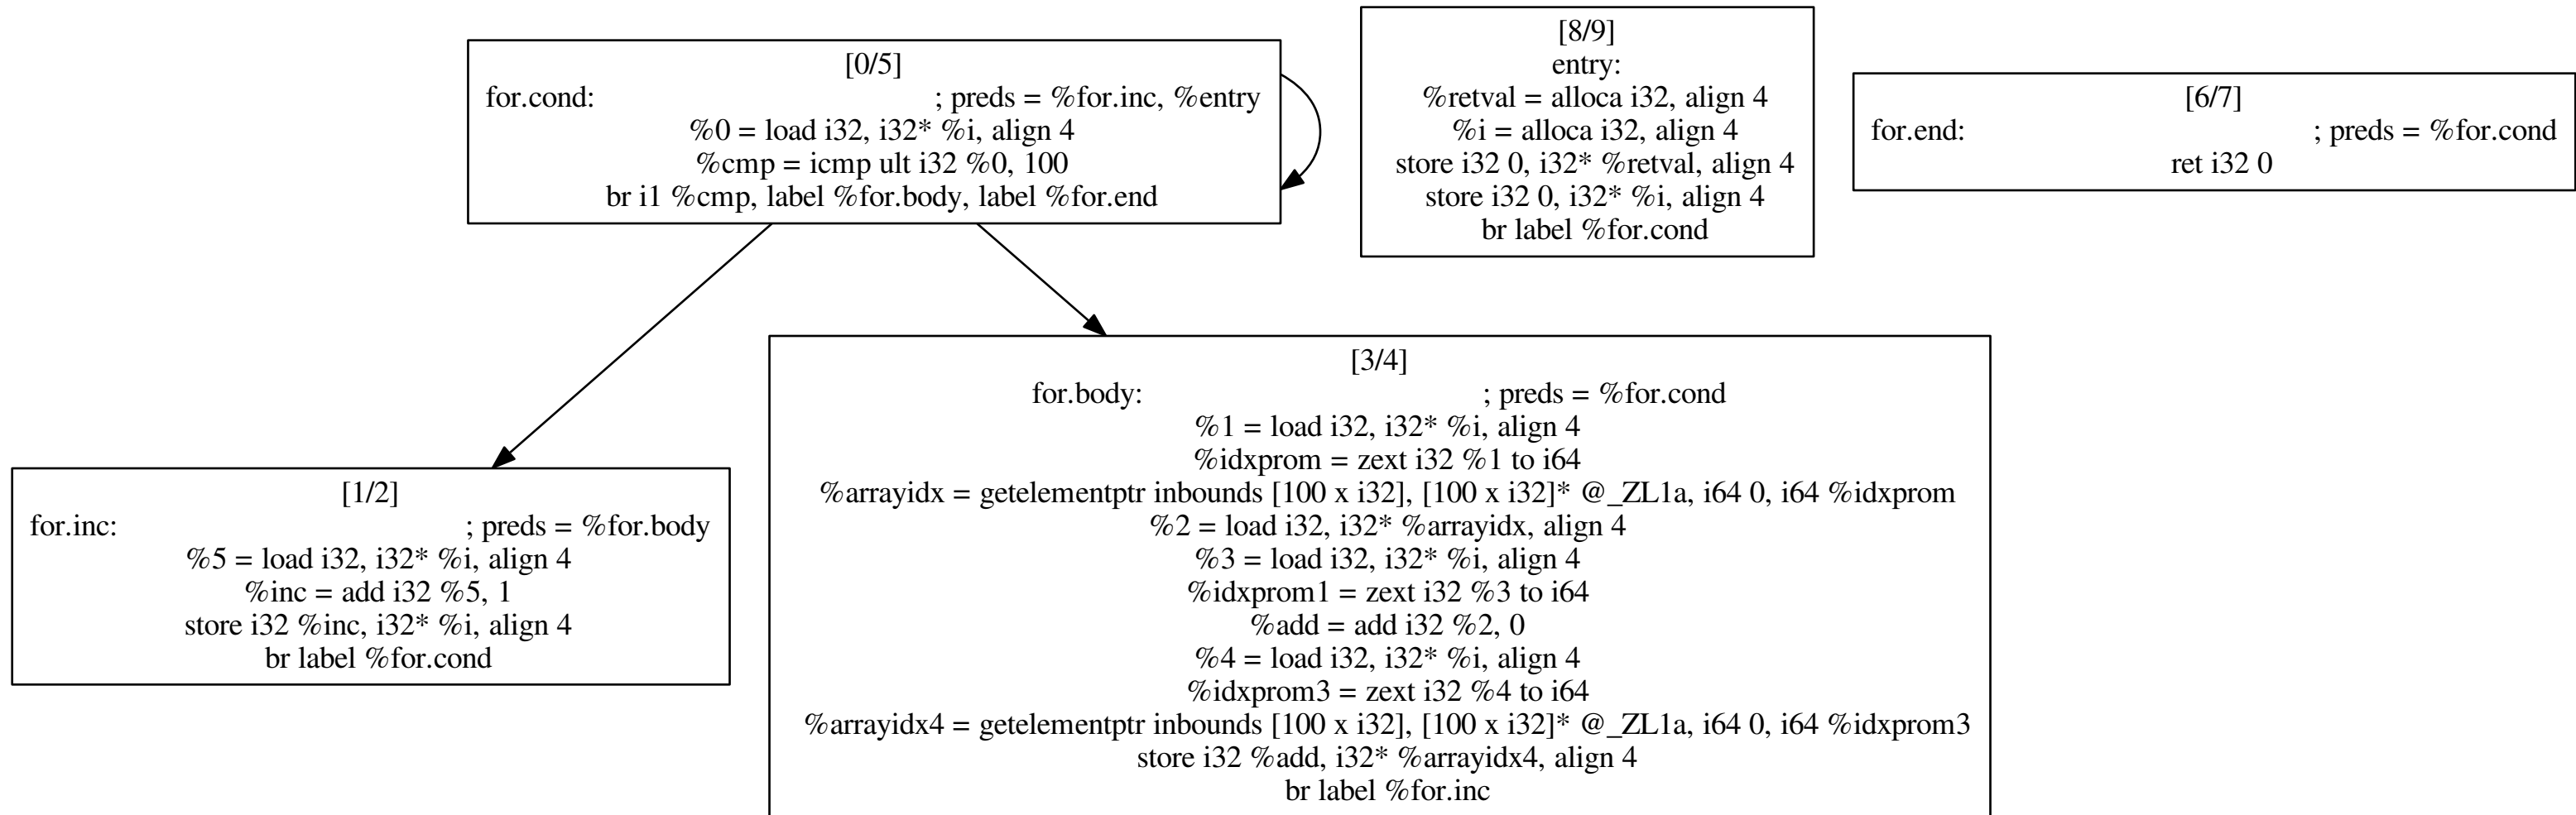 [0/5]
for.cond: ; preds = %for.inc, %entry
%0 = load i32, i32* %i, align 4
%cmp = icmp ult i32 %0, 100
br i1 %cmp, label %for.body, label %for.end
[8/9]
entry:
%retval = alloca i32, align 4
%i = alloca i32, align 4
store i32 0, i32* %retval, align 4
store i32 0, i32* %i, align 4
br label %for.cond
[6/7]
for.end: ; preds = %for.cond
ret i32 0
[1/2]
for.inc: ; preds = %for.body
%5 = load i32, i32* %i, align 4
%inc = add i32 %5, 1
store i32 %inc, i32* %i, align 4
br label %for.cond
[3/4]
for.body: ; preds = %for.cond
%1 = load i32, i32* %i, align 4
%idxprom = zext i32 %1 to i64
%arrayidx = getelementptr inbounds [100 x i32], [100 x i32]* @_ZL1a, i64 0, i64 %idxprom
%2 = load i32, i32* %arrayidx, align 4
%3 = load i32, i32* %i, align 4
%idxprom1 = zext i32 %3 to i64
%add = add i32 %2, 0
%4 = load i32, i32* %i, align 4
%idxprom3 = zext i32 %4 to i64
%arrayidx4 = getelementptr inbounds [100 x i32], [100 x i32]* @_ZL1a, i64 0, i64 %idxprom3
store i32 %add, i32* %arrayidx4, align 4
br label %for.inc